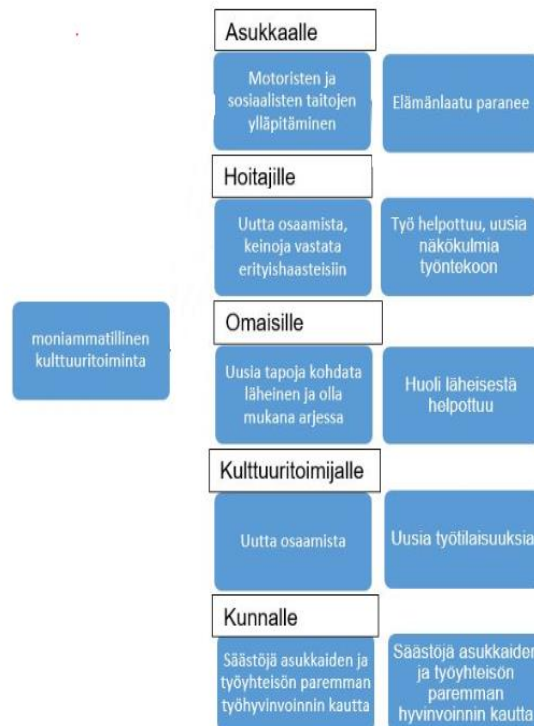 Asukkaalle
Motoristen ja
sosiaalisten taitojen
ylläpitäminen
Elämänlaatu paranee
Hoitajille
Uutta osaamista,
keinoja vastata
erityishaasteisiin
Työ helpottuu, uusia
näkökulmia
työntekoon
moniammatillinen
kulttuuritoiminta
Omaisille
Uusia tapoja kohdata
läheinen ja olla
mukana arjessa
Huoli läheisestä
helpottuu
Kulttuuritoimijalle
Uutta osaamista
Uusia työtilaisuuksia
Kunnalle
Säästöjä asukkaiden ja
työyhteisön paremman
työhyvinvoinnin kautta
Säästöjä asukkaiden
ja työyhteisön
paremman
hyvinvoinnin kautta